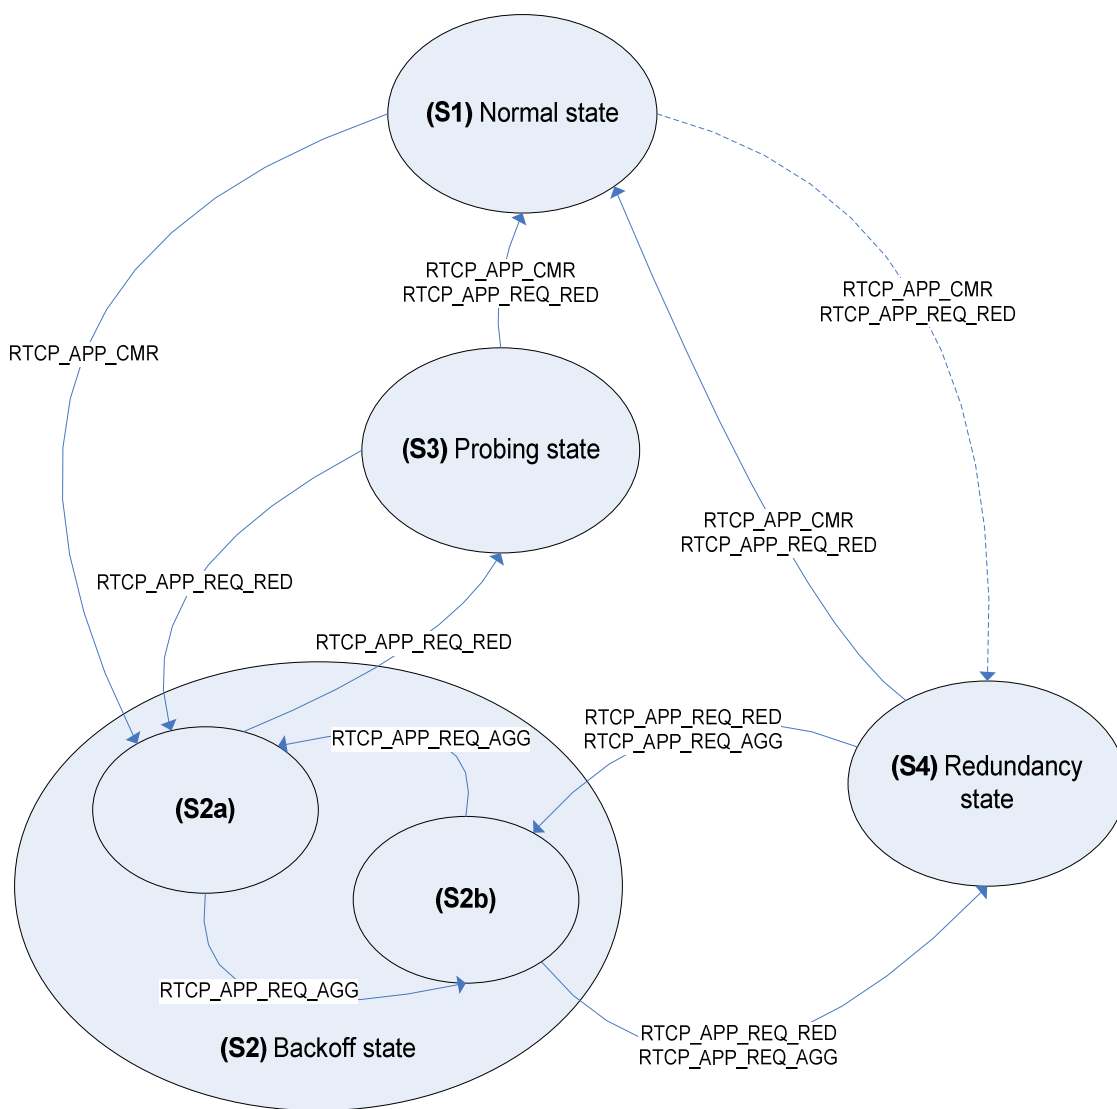 (S1) Normal state
RTCP_APP_CMR
RTCP_APP_REQ_RED
RTCP_APP_CMR
RTCP_APP_REQ_RED
RTCP_APP_CMR
(S3) Probing state
RTCP_APP_CMR
RTCP_APP_REQ_RED
RTCP_APP_REQ_RED
RTCP_APP_REQ_RED
RTCP_APP_REQ_RED
RTCP_APP_REQ_AGG
RTCP_APP_REQ_AGG
(S4) Redundancy
state
(S2a)
(S2b)
RTCP_APP_REQ_AGG
(S2) Backoff state
RTCP_APP_REQ_RED
RTCP_APP_REQ_AGG